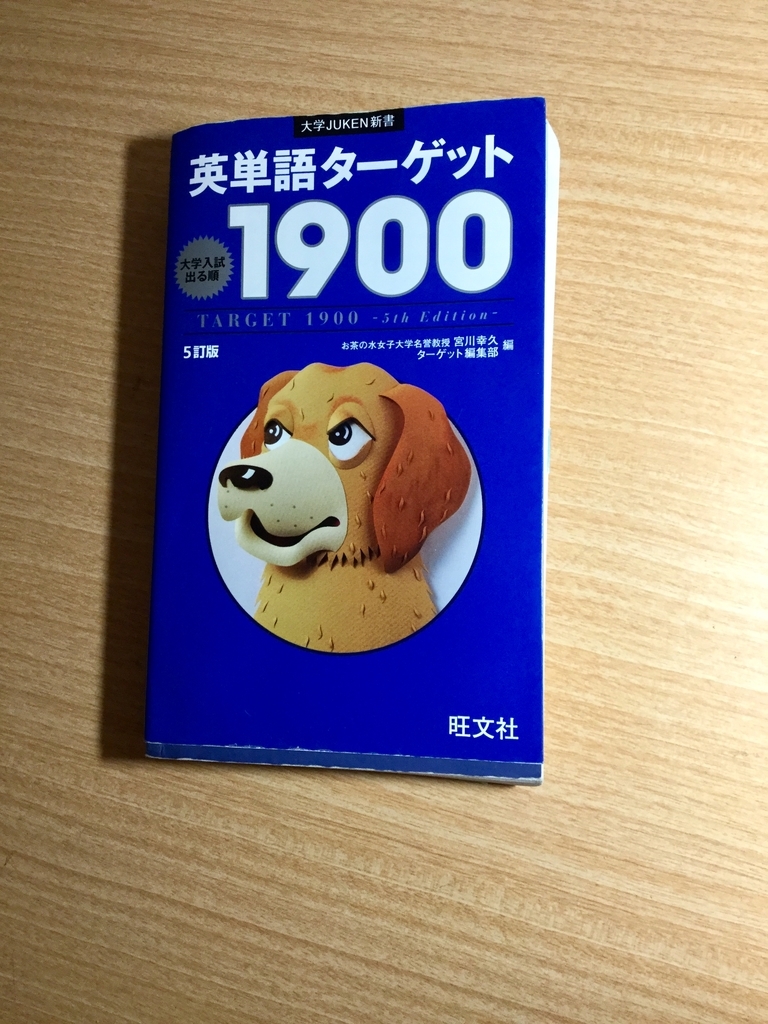 大学JUKEN新書
英単語ターゲット
1900
大学入試
出る順
TARGET 1900 -5th Edition-
5訂版
お茶の水女子大学名誉教授 宮川幸久 編
ターゲット編集部
旺文社